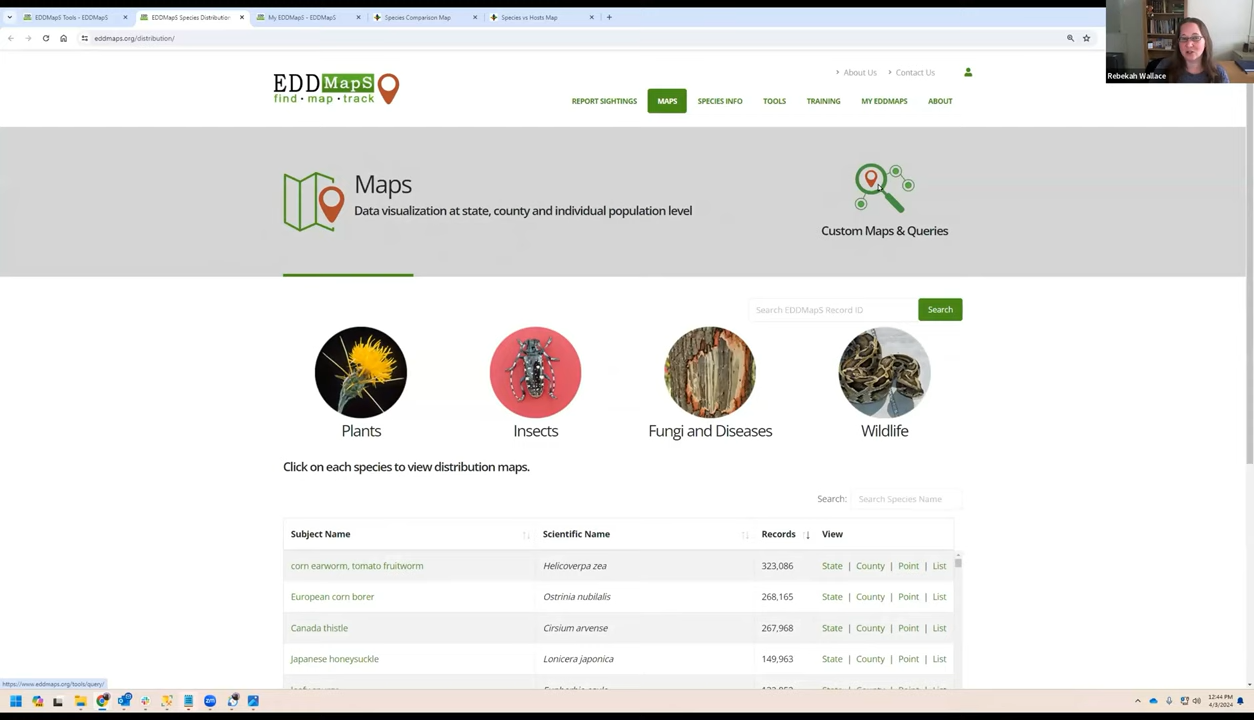 EDDMapS Tools - EDDMapS
EDDMapS Species Distribution
My EDDMapS - EDDMapS
Species Comparison Map
Species vs Hosts Map
eddmaps.org/distribution/
Rebekah Wallace
EDDMapS
find • map • track
About Us
Contact Us
REPORT SIGHTINGS
MAPS
SPECIES INFO
TOOLS
TRAINING
MY EDDMAPS
ABOUT
Maps
Data visualization at state, county and individual population level
Custom Maps & Queries
Search EDDMapS Record ID
Search
Plants
Insects
Fungi and Diseases
Wildlife
Click on each species to view distribution maps.
Search: Search Species Name
Subject Name Scientific Name Records View
corn earworm, tomato fruitworm Helicoverpa zea 323,086 State | County | Point | List
European corn borer Ostrinia nubilalis 268,165 State | County | Point | List
Canada thistle Cirsium arvense 267,968 State | County | Point | List
Japanese honeysuckle Lonicera japonica 149,963 State | County | Point | List
https://www.eddmaps.org/tools/query/
12:44 PM
4/3/2024